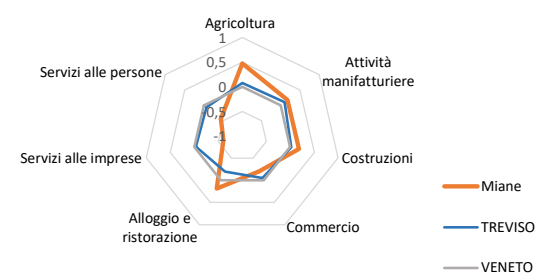 Agricoltura
1
0,5
0
-0,5
-1
Attività
manifatturiere
Costruzioni
Commercio
Alloggio e
ristorazione
Servizi alle imprese
Servizi alle persone
Miane
TREVISO
VENETO